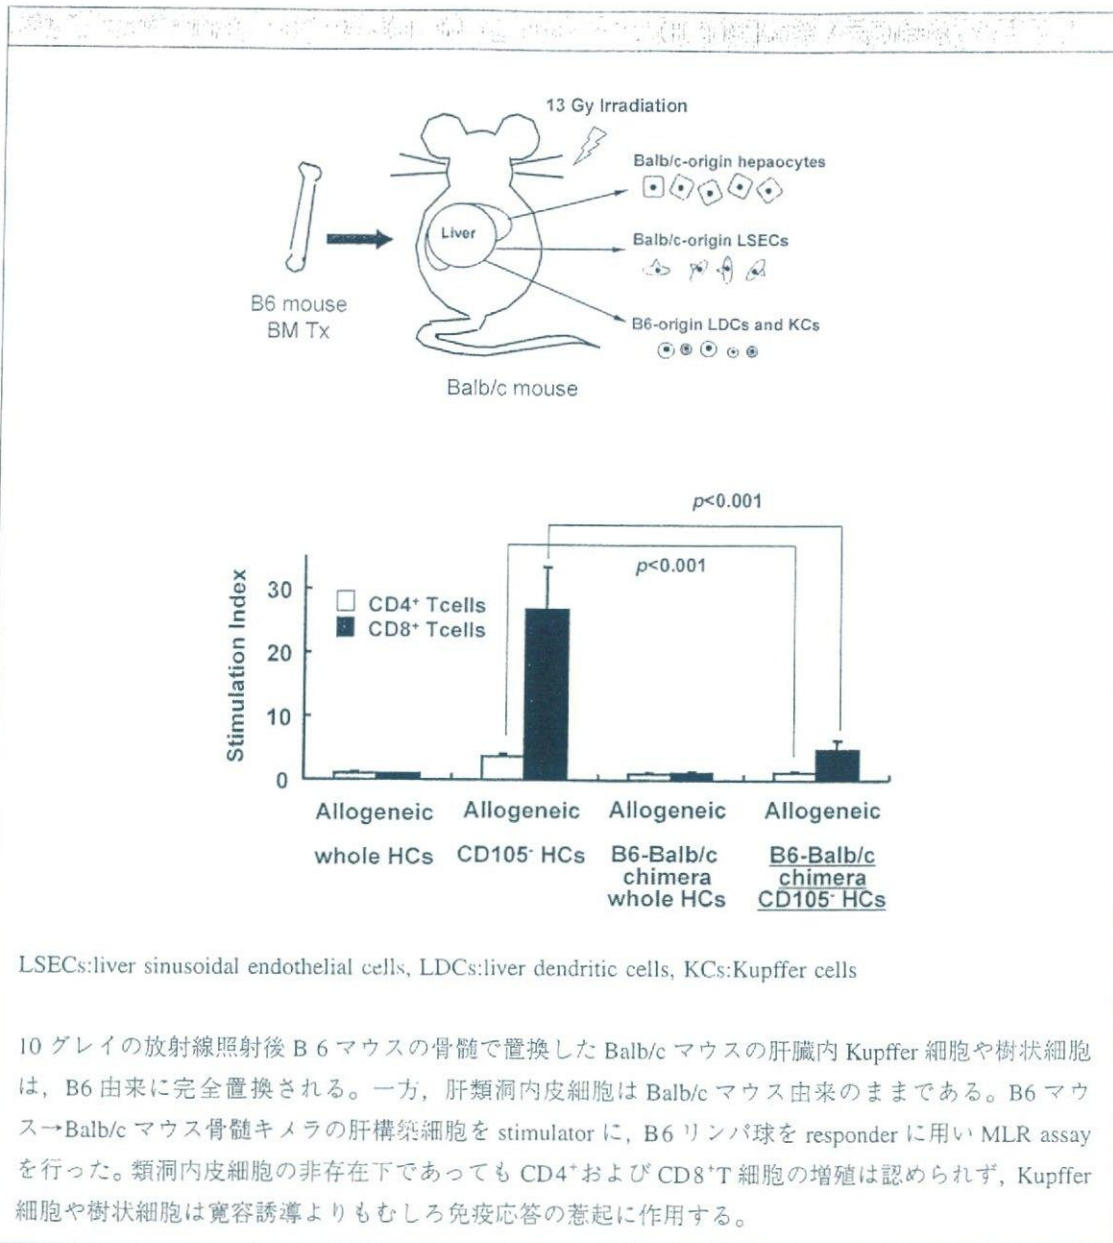 13 Gy Irradiation
Balb/c-origin hepaocytes
Liver
Balb/c-origin LSECs
B6 mouse
BM Tx
B6-origin LDCs and KCs
Balb/c mouse
p<0.001
p<0.001
Stimulation Index
30
20
10
0
CD4⁺ Tcells
CD8⁺ Tcells
Allogeneic Allogeneic Allogeneic Allogeneic
whole HCs CD105⁻ HCs B6-Balb/c B6-Balb/c
chimera chimera
whole HCs CD105⁻ HCs
LSECs:liver sinusoidal endothelial cells, LDCs:liver dendritic cells, KCs:Kupffer cells
10 グレイの放射線照射後 B 6 マウスの骨髄で置換した Balb/c マウスの肝臓内 Kupffer 細胞や樹状細胞
は，B6 由来に完全置換される。一方，肝類洞内皮細胞は Balb/c マウス由来のままである。B6 マウ
ス→Balb/c マウス骨髄キメラの肝構築細胞を stimulator に，B6 リンパ球を responder に用い MLR assay
を行った。類洞内皮細胞の非存在下であっても CD4⁺および CD8⁺T 細胞の増殖は認められず，Kupffer
細胞や樹状細胞は寛容誘導よりもむしろ免疫応答の惹起に作用する。